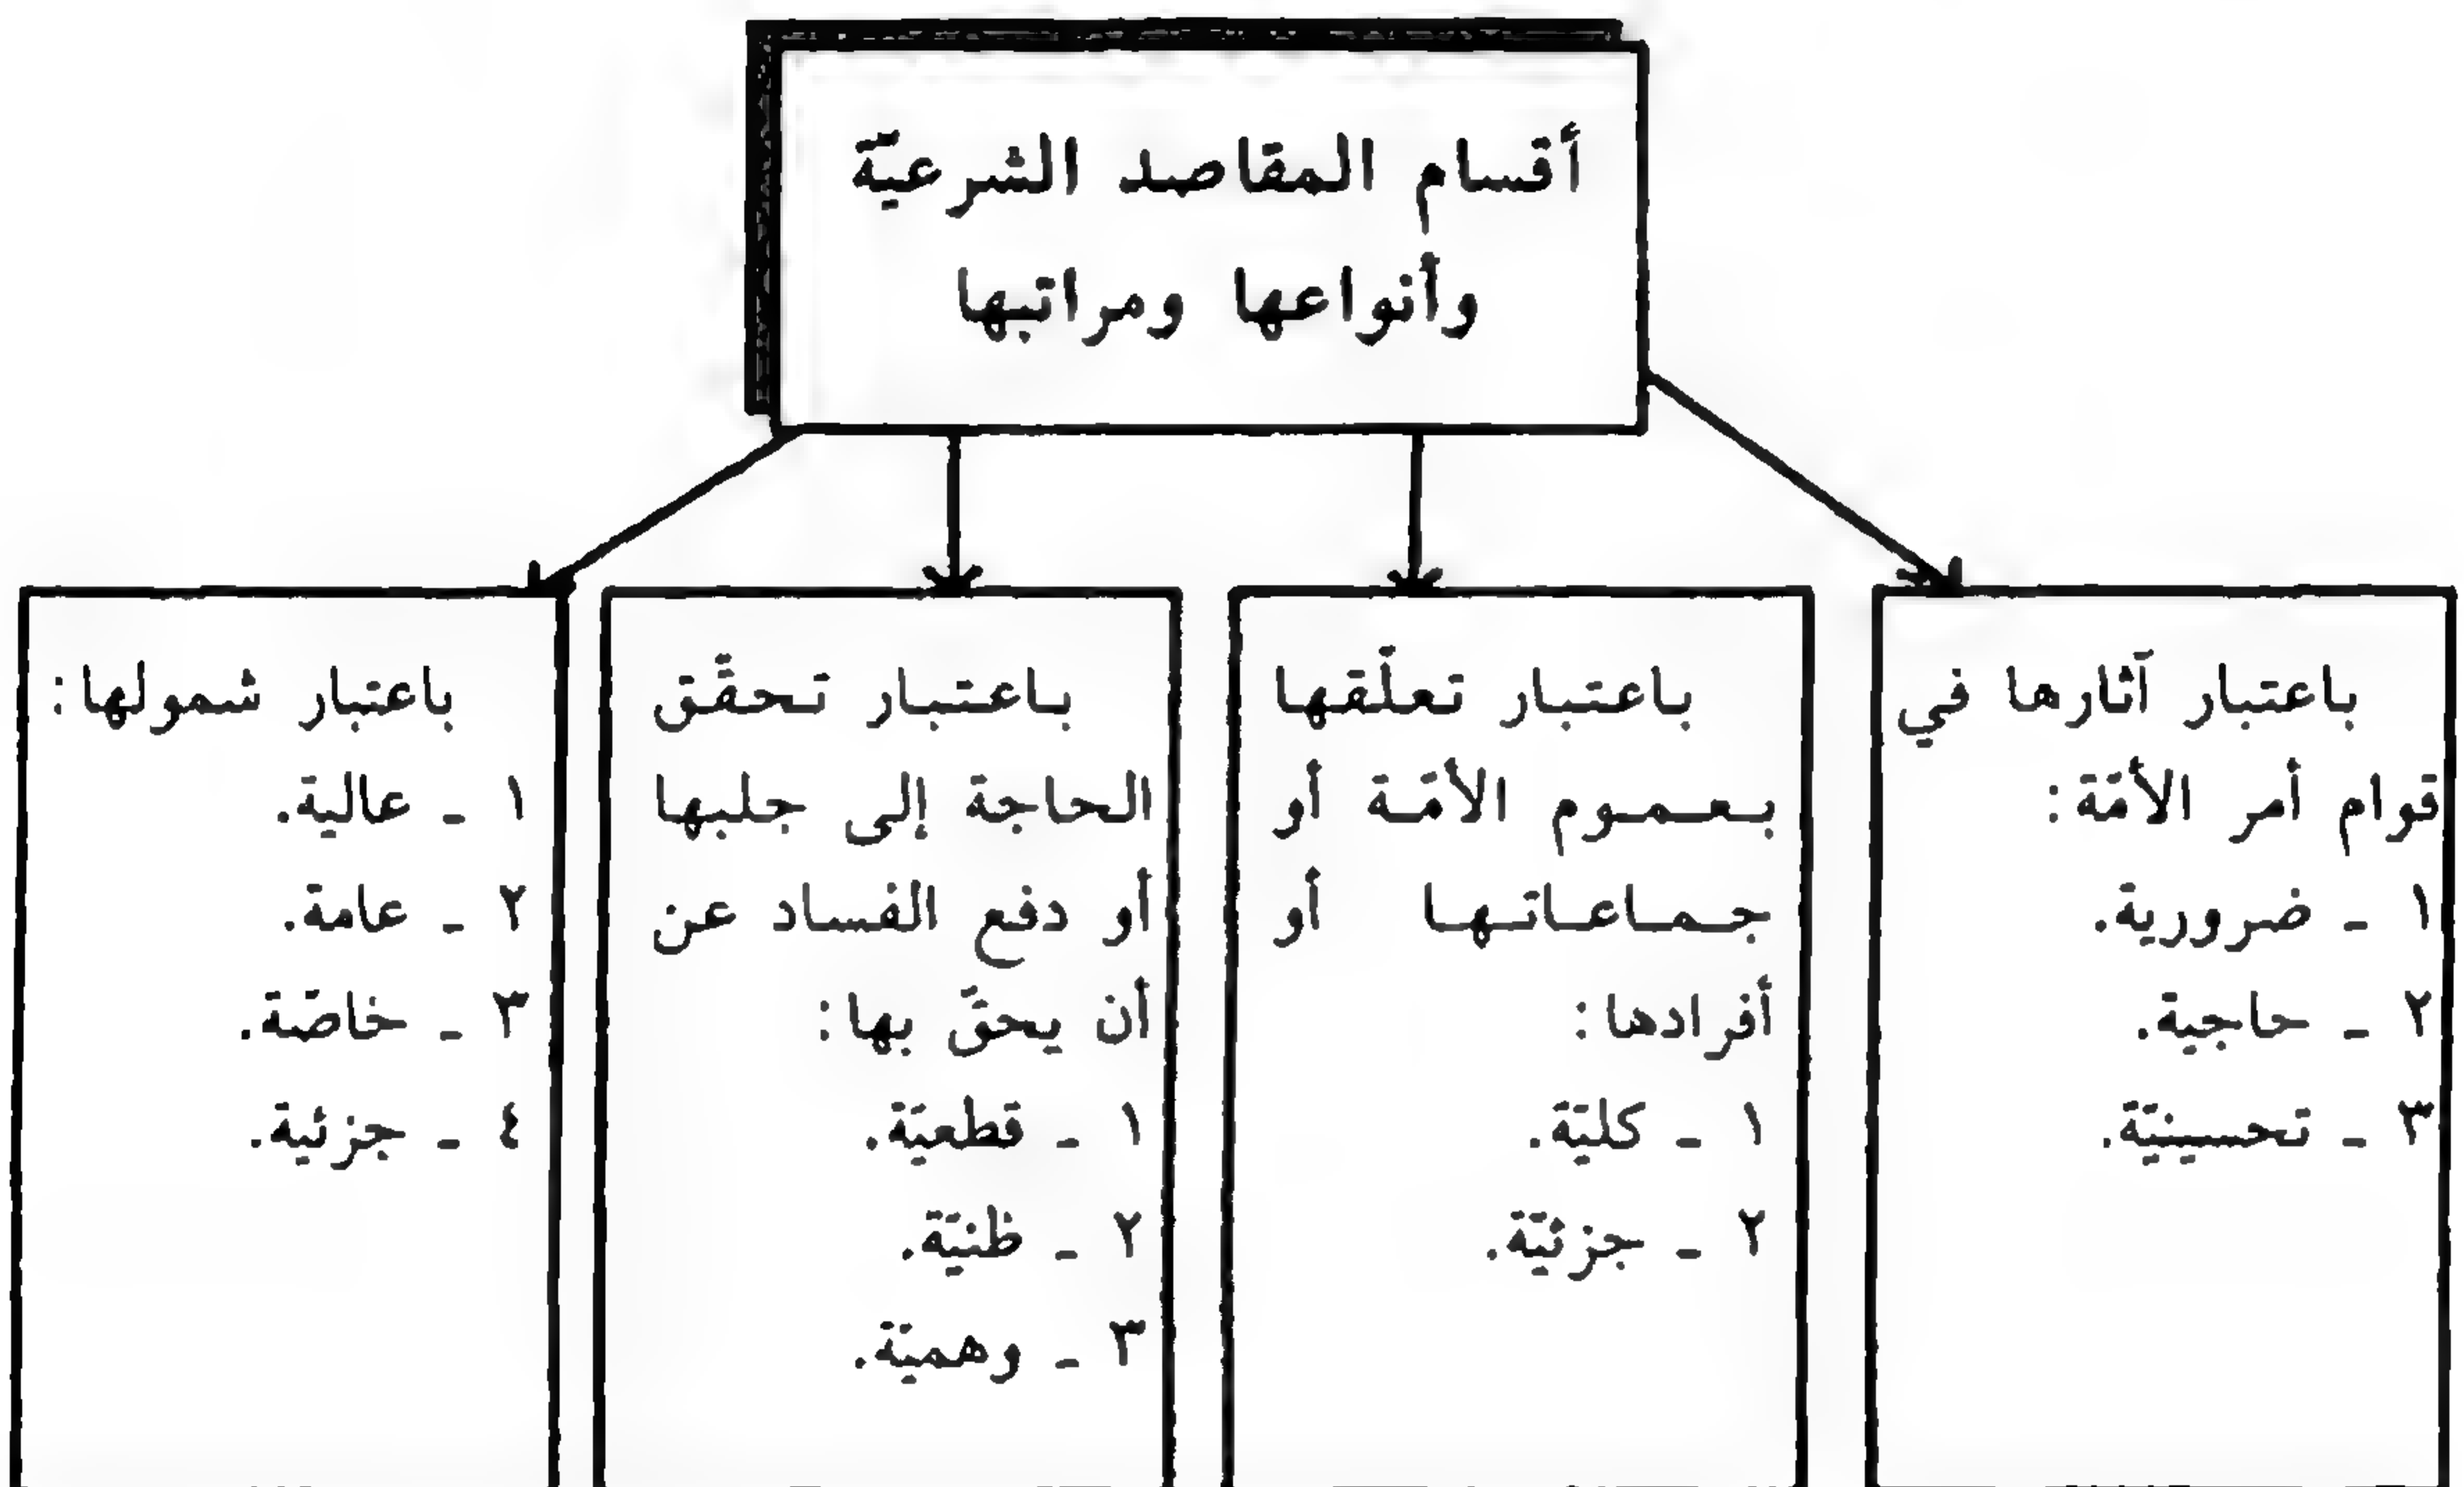 أقسام المقاصد الشرعيّة
وأنواعها ومراتبها
باعتبار آثارها في
قوام أمر الأمّة:
١ ـ ضرورية.
٢ ـ حاجية.
٣ ـ تحسينيّة.
باعتبار تعلّقها
بعموم الأمّة أو
جماعاتها أو
أفرادها:
١ ـ كليّة.
٢ ـ جزئيّة.
باعتبار تحقّق
الحاجة إلى جلبها
أو دفع الفساد عن
أن يحقّ بها:
١ ـ قطعيّة.
٢ ـ ظنيّة.
٣ ـ وهميّة.
باعتبار شمولها:
١ ـ عالية.
٢ ـ عامة.
٣ ـ خاصّة.
٤ ـ جزئية.